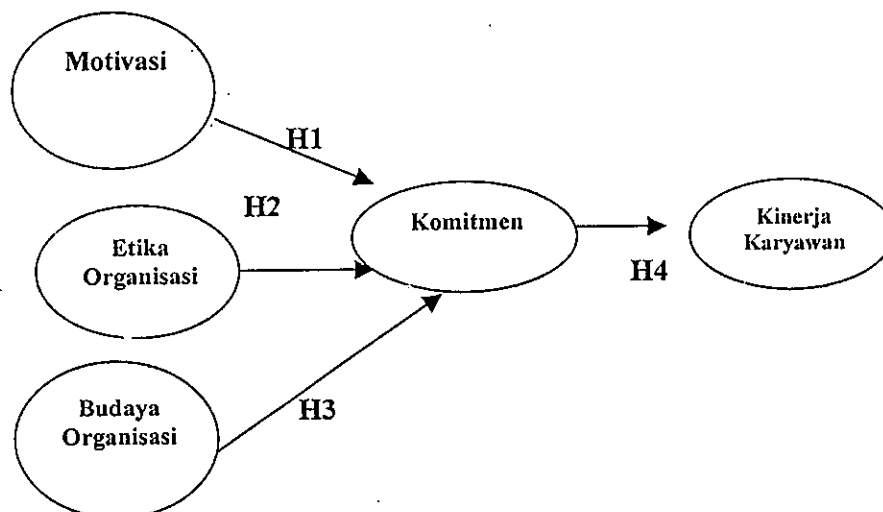 Motivasi
H1
H2
Etika
Organisasi
Komitmen
Kinerja
Karyawan
H4
Budaya
Organisasi
H3